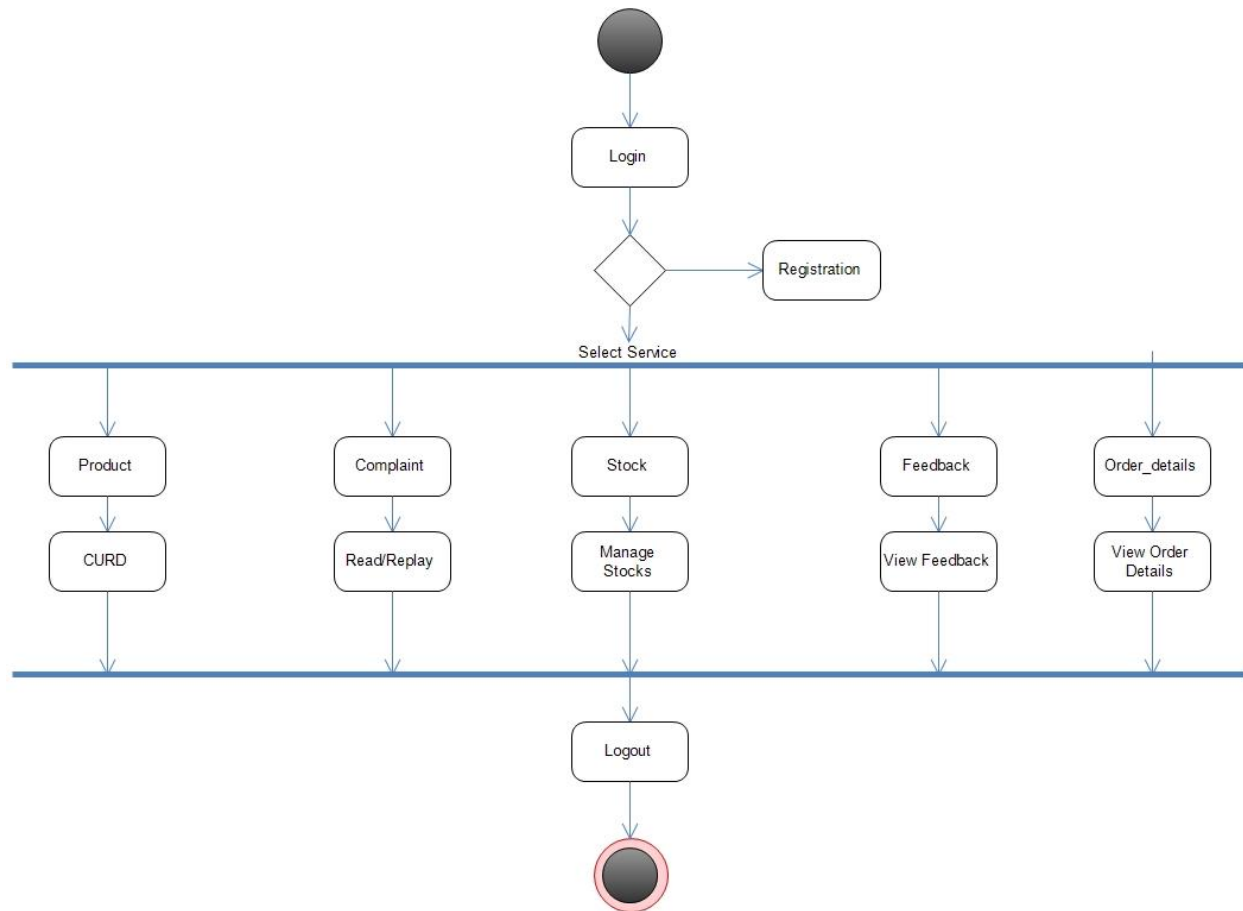 Login
Registration
Select Service
Product
Complaint
Stock
Feedback
Order_details
CURD
Read/Replay
Manage
Stocks
View Feedback
View Order
Details
Logout